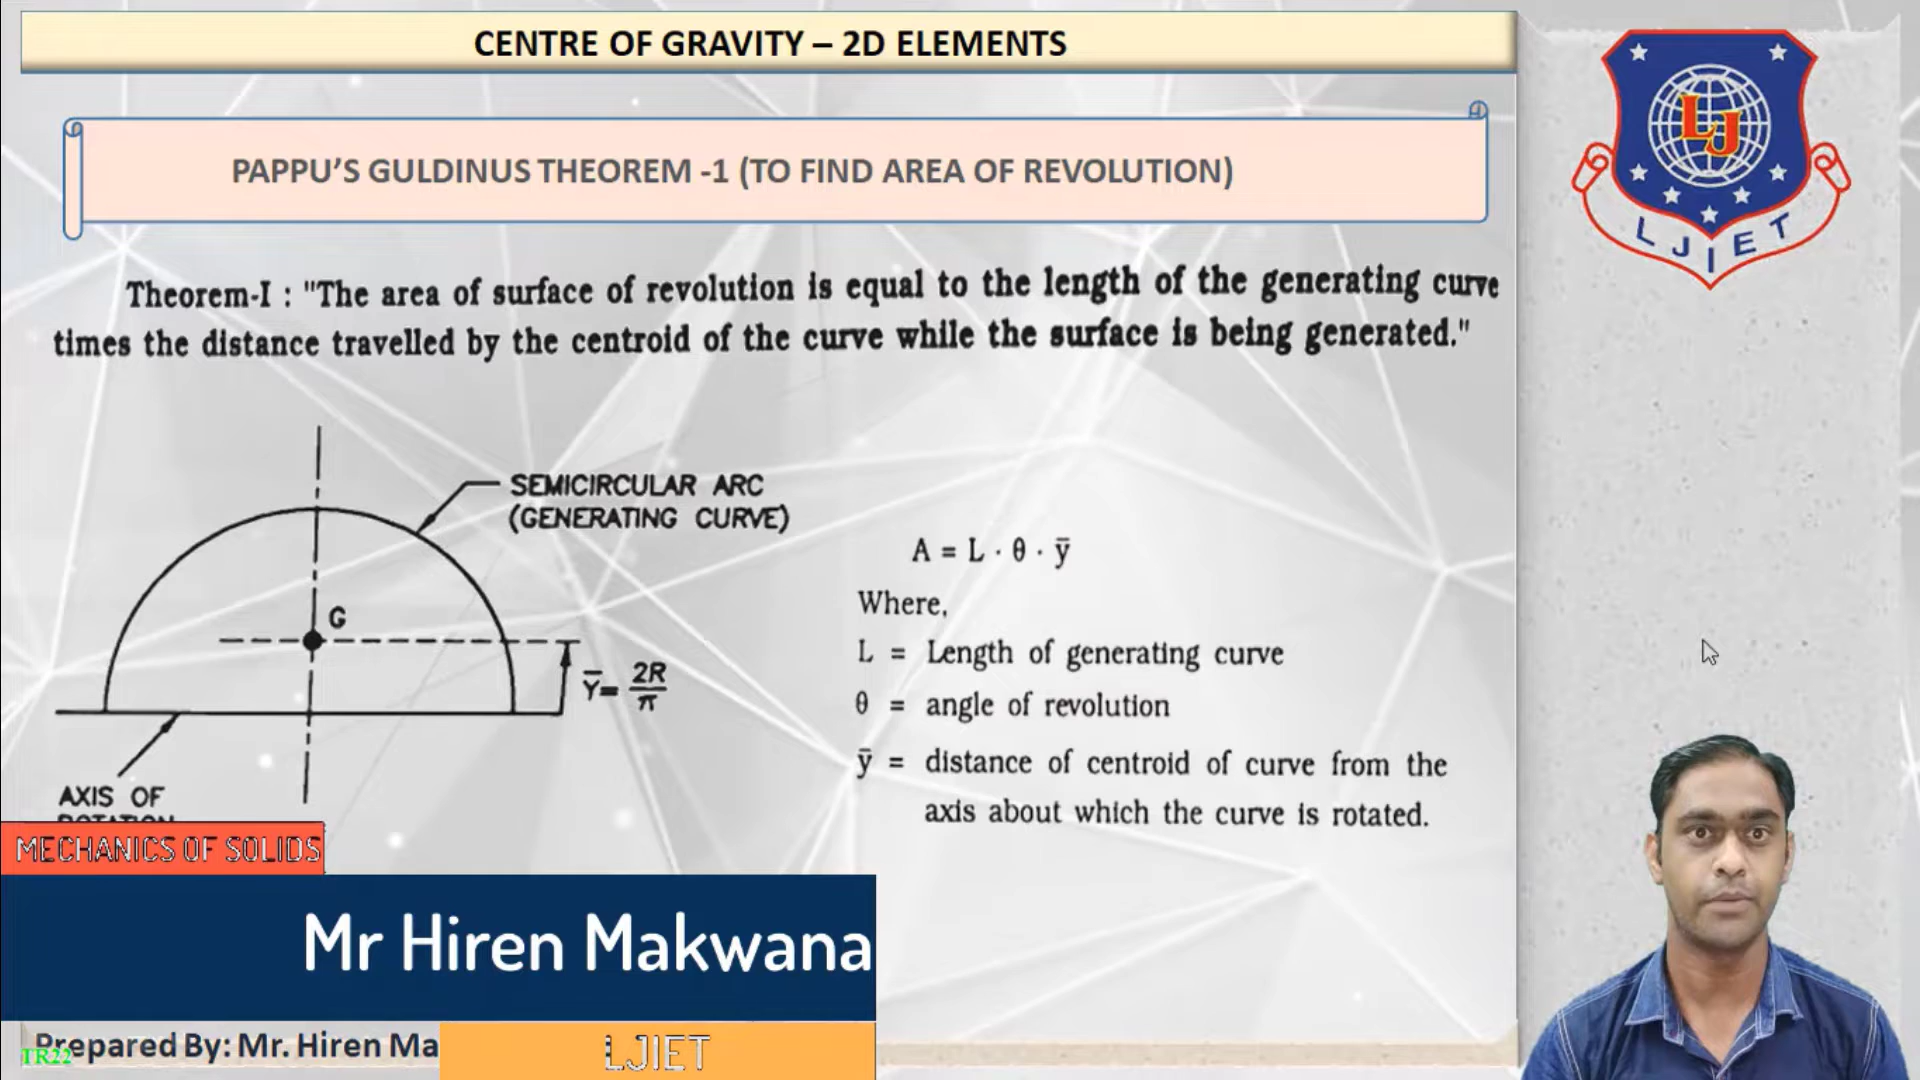 CENTRE OF GRAVITY – 2D ELEMENTS
PAPPU’S GULDINUS THEOREM -1 (TO FIND AREA OF REVOLUTION)
Theorem-I : "The area of surface of revolution is equal to the length of the generating curve
times the distance travelled by the centroid of the curve while the surface is being generated."
SEMICIRCULAR ARC
(GENERATING CURVE)
G
Y̅ = 2R/π
AXIS OF
ROTATION
A = L · θ · y̅
Where,
L = Length of generating curve
θ = angle of revolution
y̅ = distance of centroid of curve from the
axis about which the curve is rotated.
LJ
LJIET
MECHANICS OF SOLIDS
Mr Hiren Makwana
Prepared By: Mr. Hiren Ma
TR22
LJIET